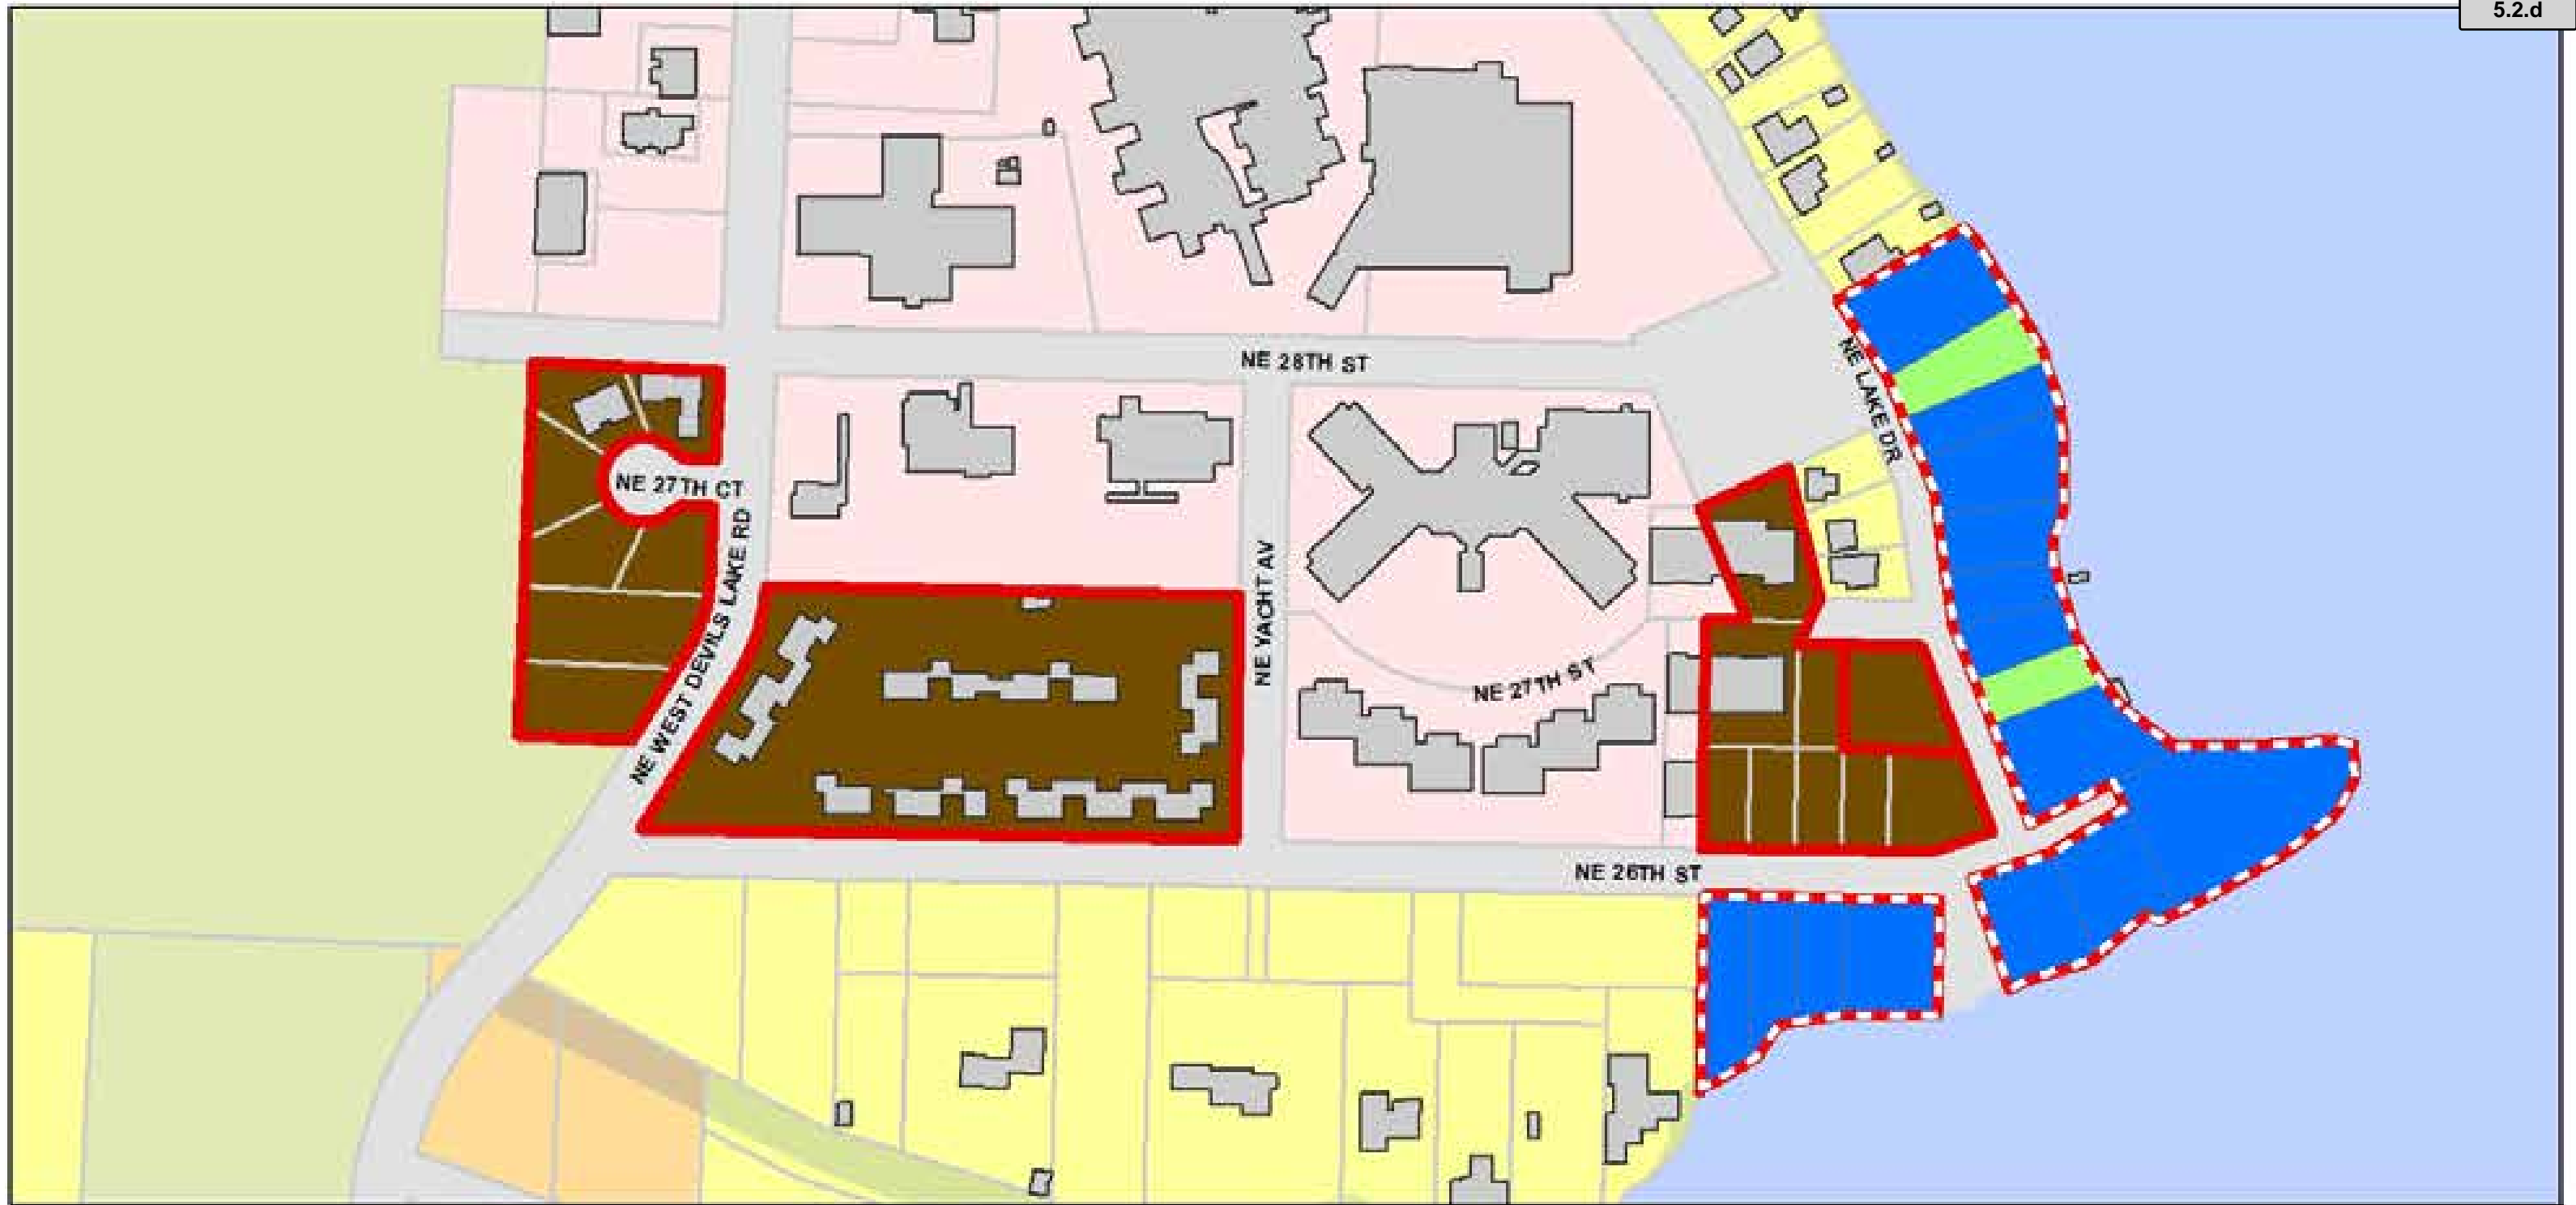 5.2.d
NE 28TH ST
NE LAKE DR
NE 27TH CT
NE WEST DEVILS LAKE RD
NE YACHT AV
NE 27TH ST
NE 26TH ST